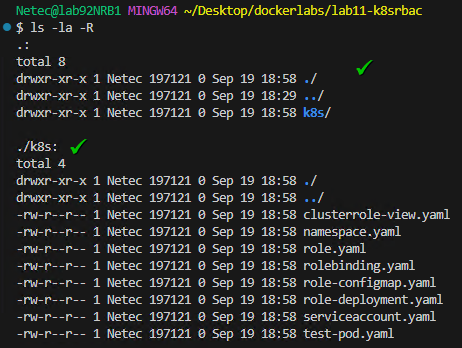 Netec@lab92NRB1 MINGW64 ~/Desktop/dockerlabs/lab11-k8srbac
$ ls -la -R
.:
total 8
drwxr-xr-x 1 Netec 197121 0 Sep 19 18:58 ./
drwxr-xr-x 1 Netec 197121 0 Sep 19 18:29 ../
drwxr-xr-x 1 Netec 197121 0 Sep 19 18:58 k8s/
./k8s:
total 4
drwxr-xr-x 1 Netec 197121 0 Sep 19 18:58 ./
drwxr-xr-x 1 Netec 197121 0 Sep 19 18:58 ../
-rw-r--r-- 1 Netec 197121 0 Sep 19 18:58 clusterrole-view.yaml
-rw-r--r-- 1 Netec 197121 0 Sep 19 18:58 namespace.yaml
-rw-r--r-- 1 Netec 197121 0 Sep 19 18:58 role.yaml
-rw-r--r-- 1 Netec 197121 0 Sep 19 18:58 rolebinding.yaml
-rw-r--r-- 1 Netec 197121 0 Sep 19 18:58 role-configmap.yaml
-rw-r--r-- 1 Netec 197121 0 Sep 19 18:58 role-deployment.yaml
-rw-r--r-- 1 Netec 197121 0 Sep 19 18:58 serviceaccount.yaml
-rw-r--r-- 1 Netec 197121 0 Sep 19 18:58 test-pod.yaml